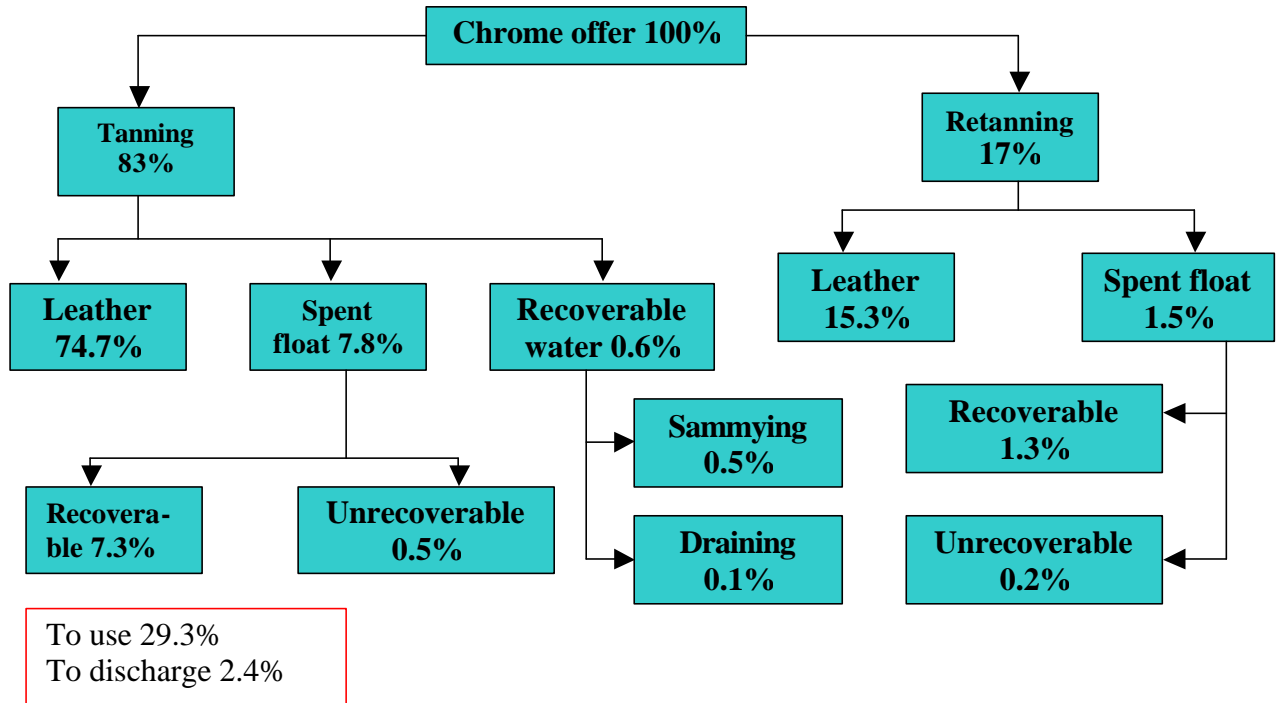 Chrome offer 100%
Tanning
83%
Retanning
17%
Leather
74.7%
Spent
float 7.8%
Recoverable
water 0.6%
Leather
15.3%
Spent float
1.5%
Sammying
0.5%
Recoverable
1.3%
Recovera-
ble 7.3%
Unrecoverable
0.5%
Draining
0.1%
Unrecoverable
0.2%
To use 29.3%
To discharge 2.4%